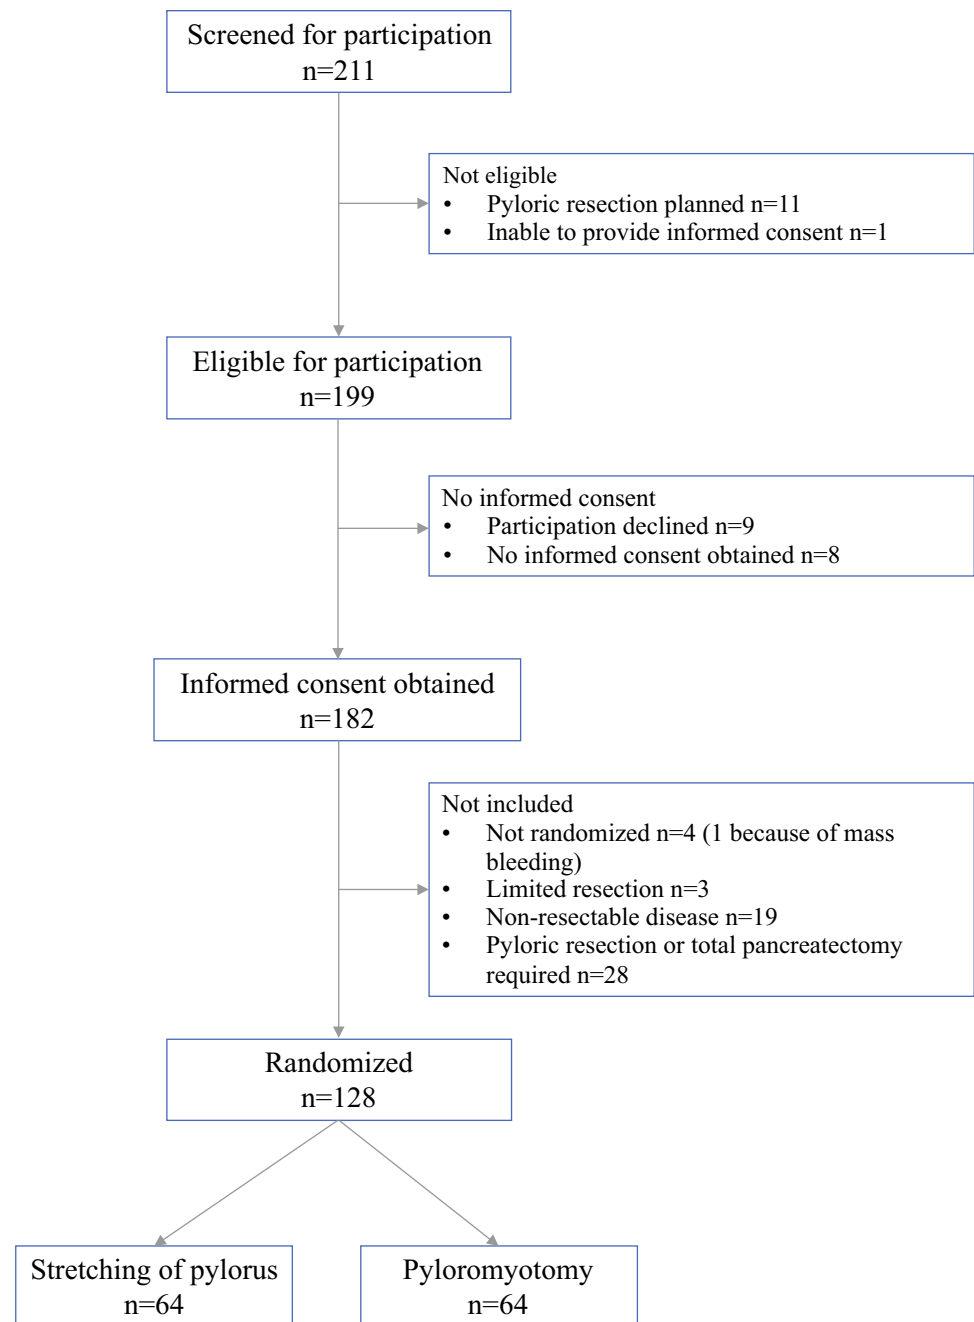 Screened for participation
n=211
Not eligible
• Pyloric resection planned n=11
• Inable to provide informed consent n=1
Eligible for participation
n=199
No informed consent
• Participation declined n=9
• No informed consent obtained n=8
Informed consent obtained
n=182
Not included
• Not randomized n=4 (1 because of mass
bleeding)
• Limited resection n=3
• Non-resectable disease n=19
• Pyloric resection or total pancreatectomy
required n=28
Randomized
n=128
Stretching of pylorus
n=64
Pyloromyotomy
n=64